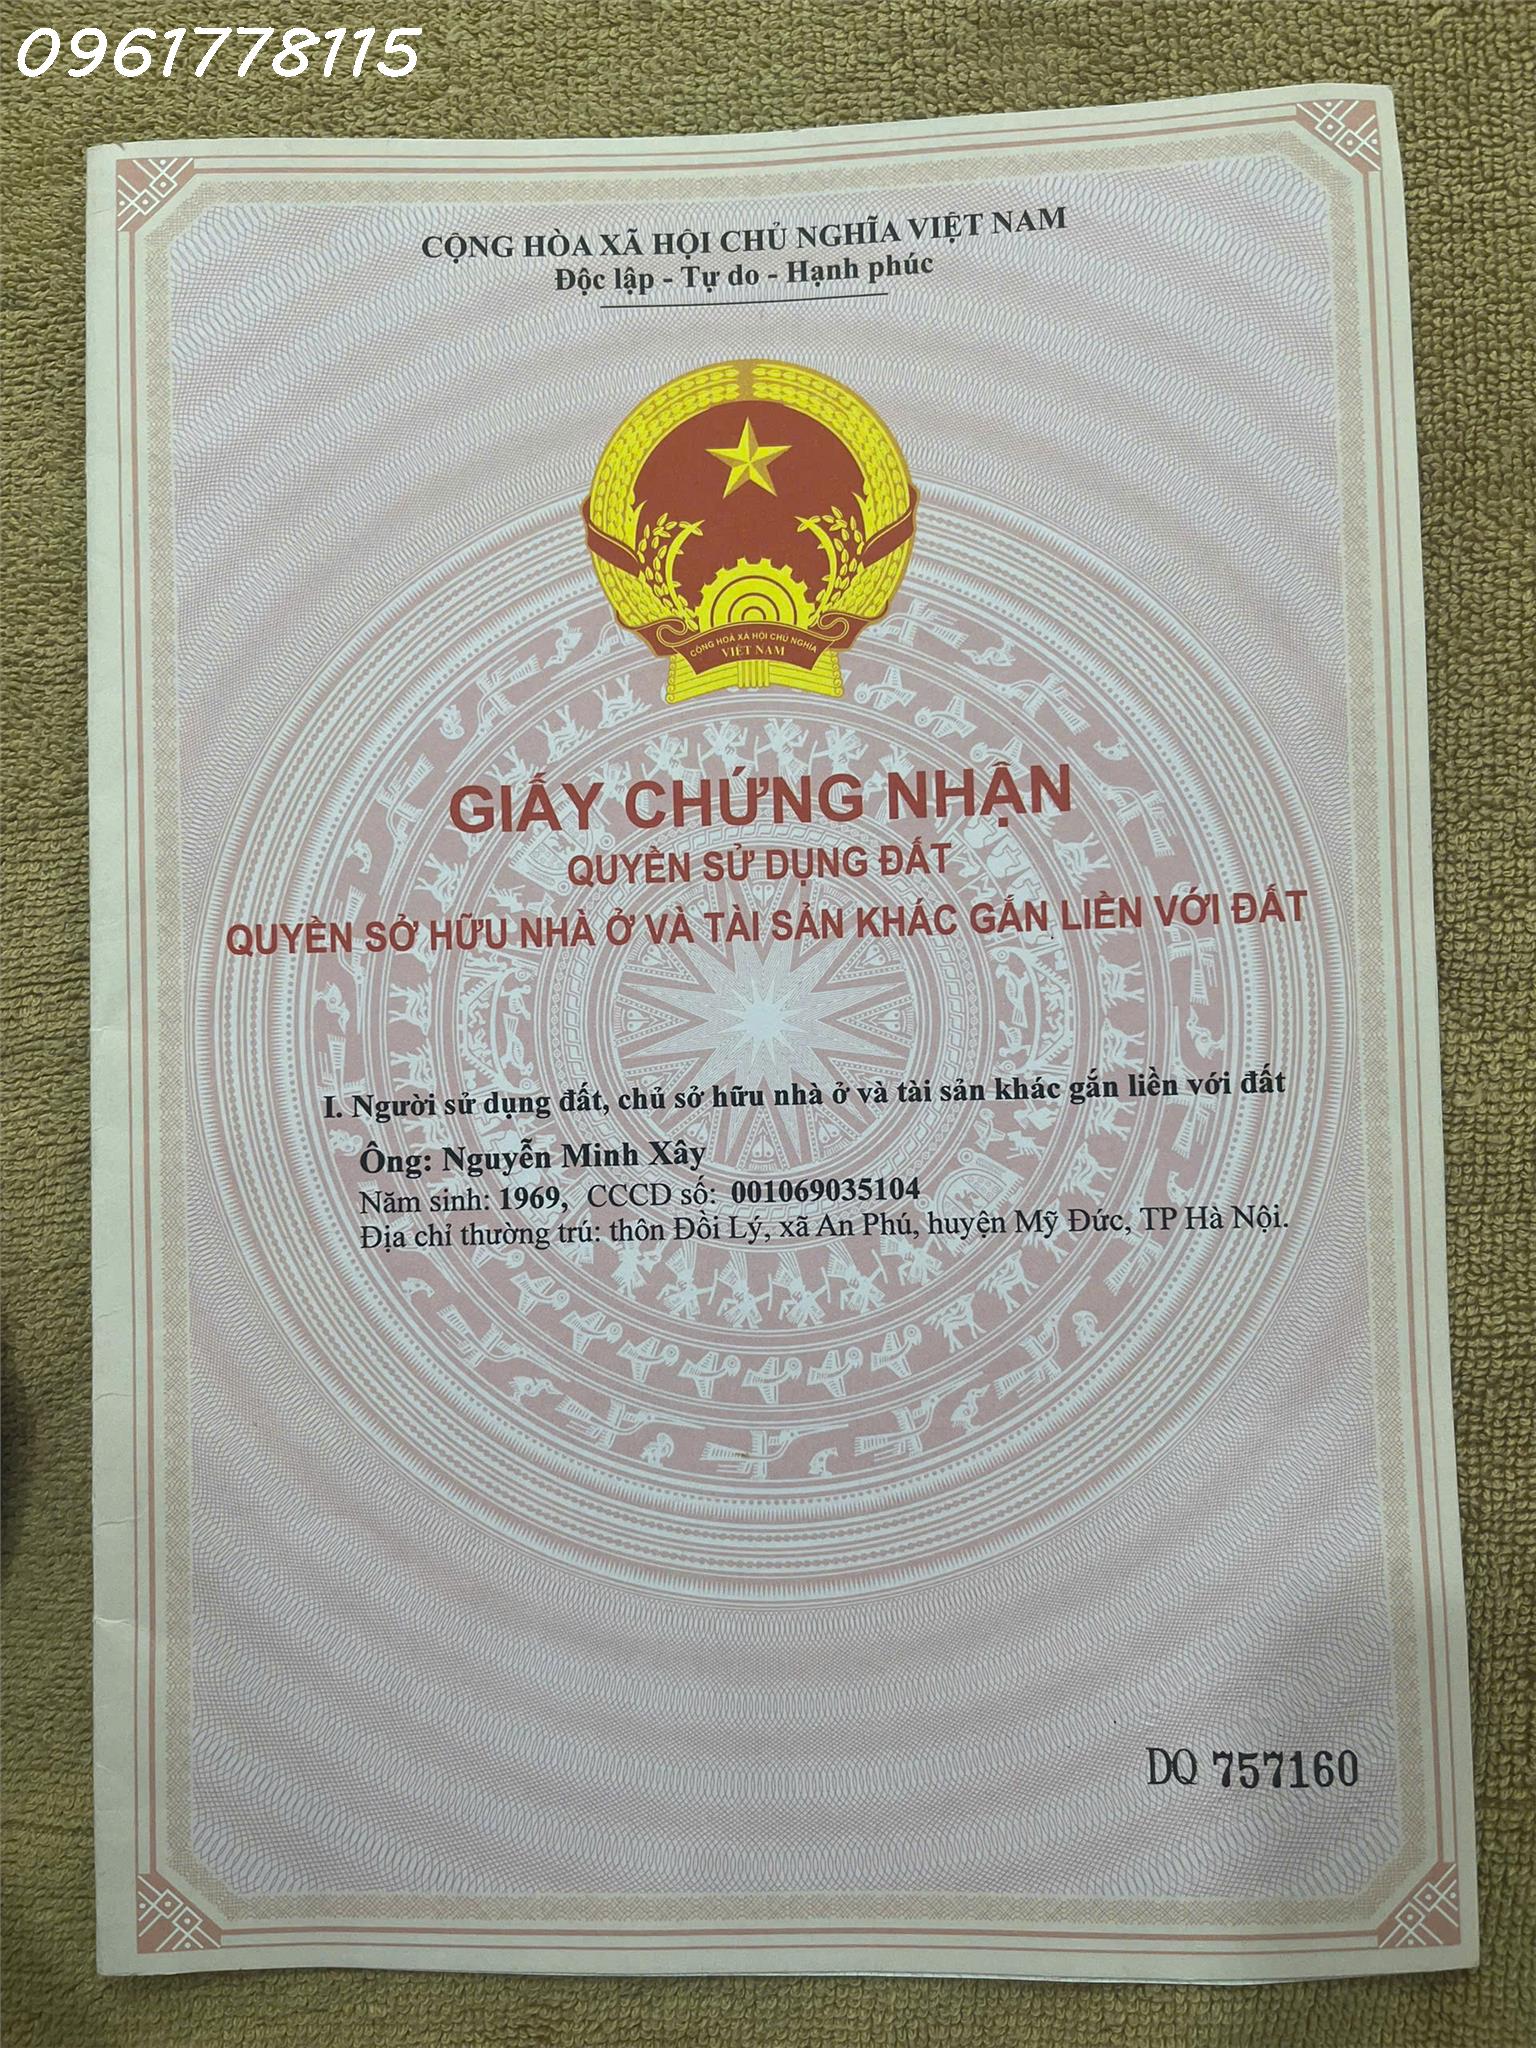 0961778115
CỘNG HÒA XÃ HỘI CHỦ NGHĨA VIỆT NAM
Độc lập - Tự do - Hạnh phúc
CỘNG HOÀ XÃ HỘI CHỦ NGHĨA
VIỆT NAM
GIẤY CHỨNG NHẬN
QUYỀN SỬ DỤNG ĐẤT
QUYỀN SỞ HỮU NHÀ Ở VÀ TÀI SẢN KHÁC GẮN LIỀN VỚI ĐẤT
I. Người sử dụng đất, chủ sở hữu nhà ở và tài sản khác gắn liền với đất
Ông: Nguyễn Minh Xây
Năm sinh: 1969, CCCD số: 001069035104
Địa chỉ thường trú: thôn Đồi Lý, xã An Phú, huyện Mỹ Đức, TP Hà Nội.
DQ 757160